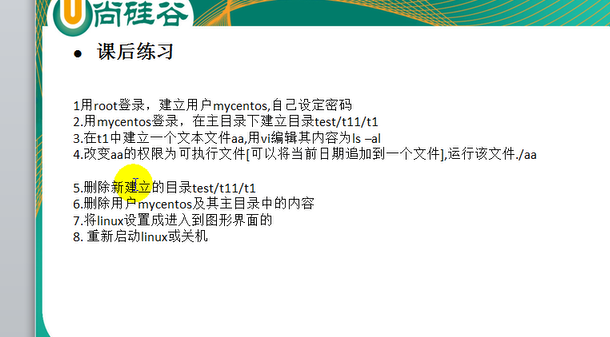 尚硅谷
● 课后练习
1用root登录，建立用户mycentos,自己设定密码
2.用mycentos登录，在主目录下建立目录test/t11/t1
3.在t1中建立一个文本文件aa,用vi编辑其内容为ls –al
4.改变aa的权限为可执行文件[可以将当前日期追加到一个文件],运行该文件./aa
5.删除新建立的目录test/t11/t1
6.删除用户mycentos及其主目录中的内容
7.将linux设置成进入到图形界面的
8. 重新启动linux或关机